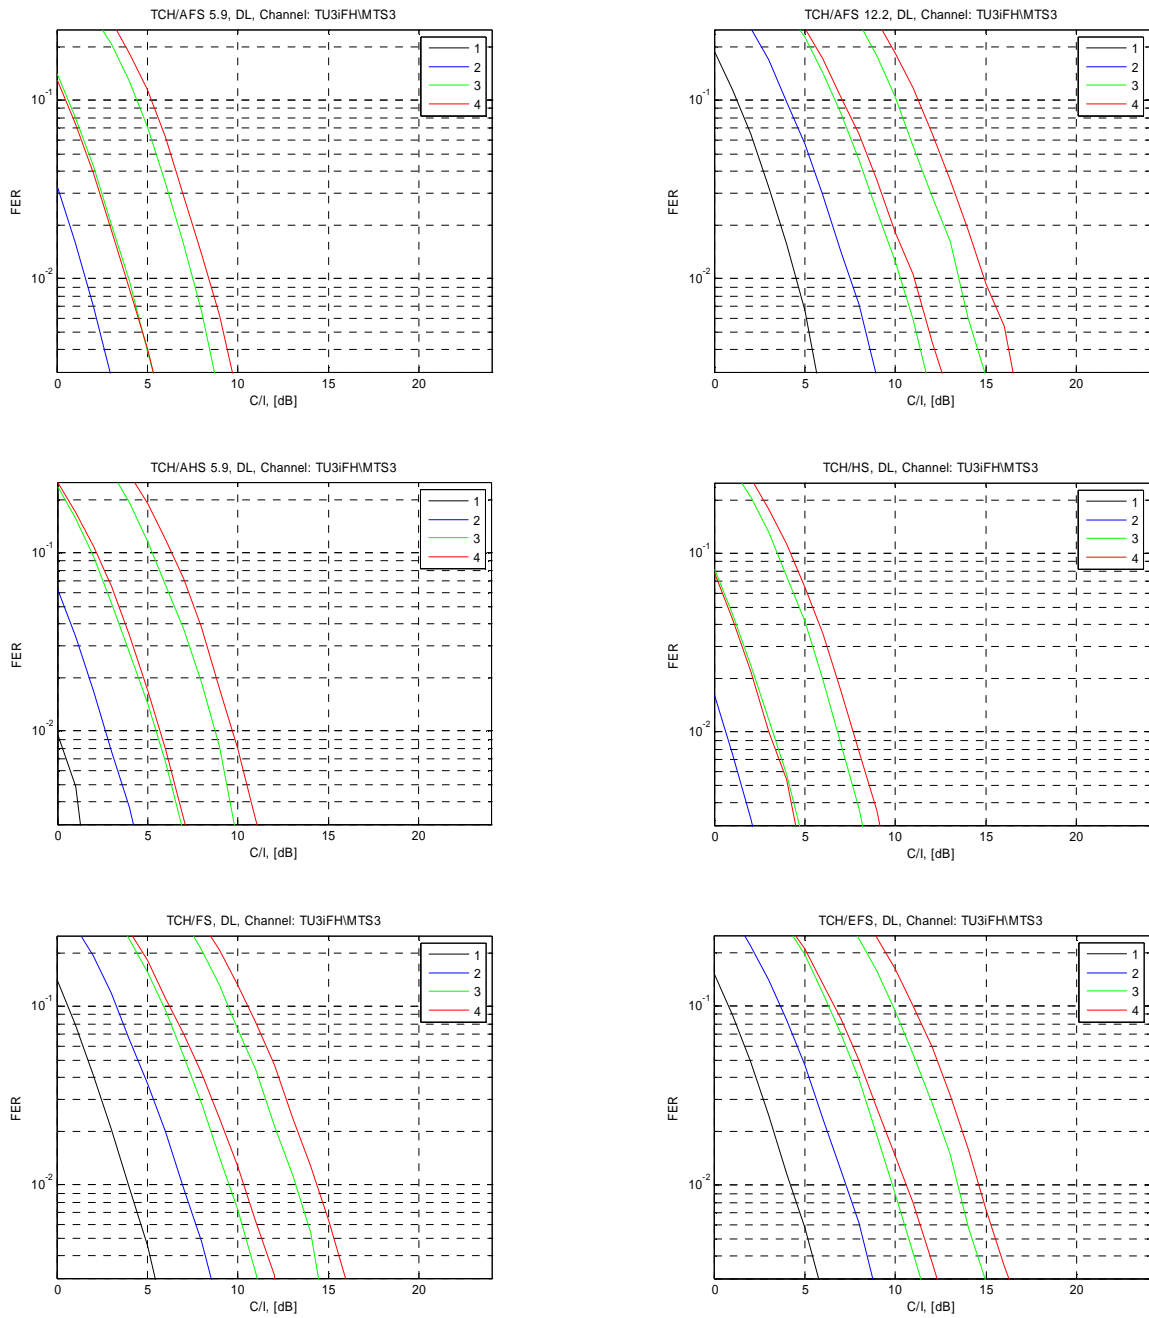 TCH/AFS 5.9, DL, Channel: TU3iFH\MTS3
1
2
3
4
10^-1
10^-2
FER
0 5 10 15 20
C/I, [dB]
TCH/AFS 12.2, DL, Channel: TU3iFH\MTS3
1
2
3
4
10^-1
10^-2
FER
0 5 10 15 20
C/I, [dB]
TCH/AHS 5.9, DL, Channel: TU3iFH\MTS3
1
2
3
4
10^-1
10^-2
FER
0 5 10 15 20
C/I, [dB]
TCH/HS, DL, Channel: TU3iFH\MTS3
1
2
3
4
10^-1
10^-2
FER
0 5 10 15 20
C/I, [dB]
TCH/FS, DL, Channel: TU3iFH\MTS3
1
2
3
4
10^-1
10^-2
FER
0 5 10 15 20
C/I, [dB]
TCH/EFS, DL, Channel: TU3iFH\MTS3
1
2
3
4
10^-1
10^-2
FER
0 5 10 15 20
C/I, [dB]